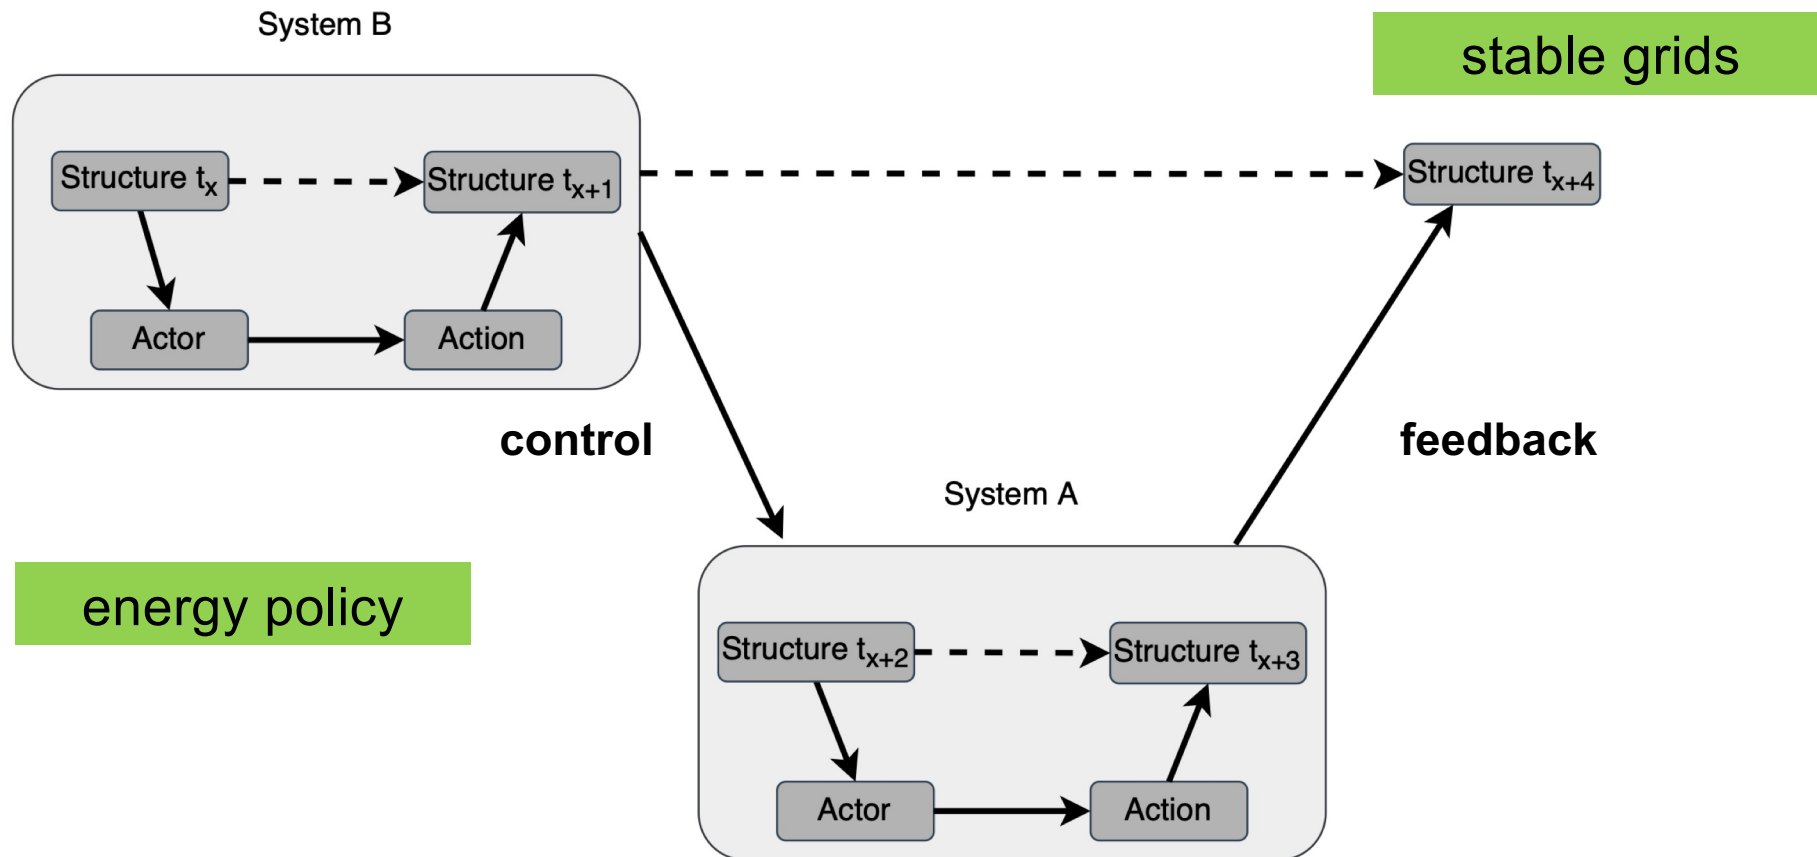 System B
stable grids
Structure tx
Structure tx+1
Structure tx+4
Actor
Action
control
feedback
System A
energy policy
Structure tx+2
Structure tx+3
Actor
Action